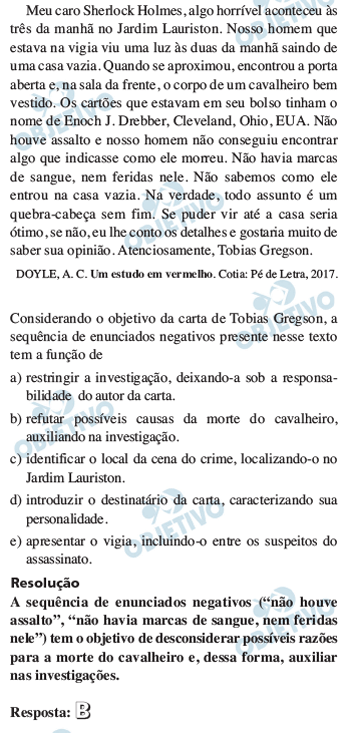 Meu caro Sherlock Holmes, algo horrível aconteceu às
três da manhã no Jardim Lauriston. Nosso homem que
estava na vigia viu uma luz às duas da manhã saindo de
uma casa vazia. Quando se aproximou, encontrou a porta
aberta e, na sala da frente, o corpo de um cavalheiro bem
vestido. Os cartões que estavam em seu bolso tinham o
nome de Enoch J. Drebber, Cleveland, Ohio, EUA. Não
houve assalto e nosso homem não conseguiu encontrar
algo que indicasse como ele morreu. Não havia marcas
de sangue, nem feridas nele. Não sabemos como ele
entrou na casa vazia. Na verdade, todo assunto é um
quebra-cabeça sem fim. Se puder vir até a casa seria
ótimo, se não, eu lhe conto os detalhes e gostaria muito de
saber sua opinião. Atenciosamente, Tobias Gregson.
DOYLE, A. C. Um estudo em vermelho. Cotia: Pé de Letra, 2017.
Considerando o objetivo da carta de Tobias Gregson, a
sequência de enunciados negativos presente nesse texto
tem a função de
a) restringir a investigação, deixando-a sob a responsa-
bilidade do autor da carta.
b) refutar possíveis causas da morte do cavalheiro,
auxiliando na investigação.
c) identificar o local da cena do crime, localizando-o no
Jardim Lauriston.
d) introduzir o destinatário da carta, caracterizando sua
personalidade.
e) apresentar o vigia, incluindo-o entre os suspeitos do
assassinato.
Resolução
A sequência de enunciados negativos (“não houve
assalto”, “não havia marcas de sangue, nem feridas
nele”) tem o objetivo de desconsiderar possíveis razões
para a morte do cavalheiro e, dessa forma, auxiliar
nas investigações.
Resposta: B